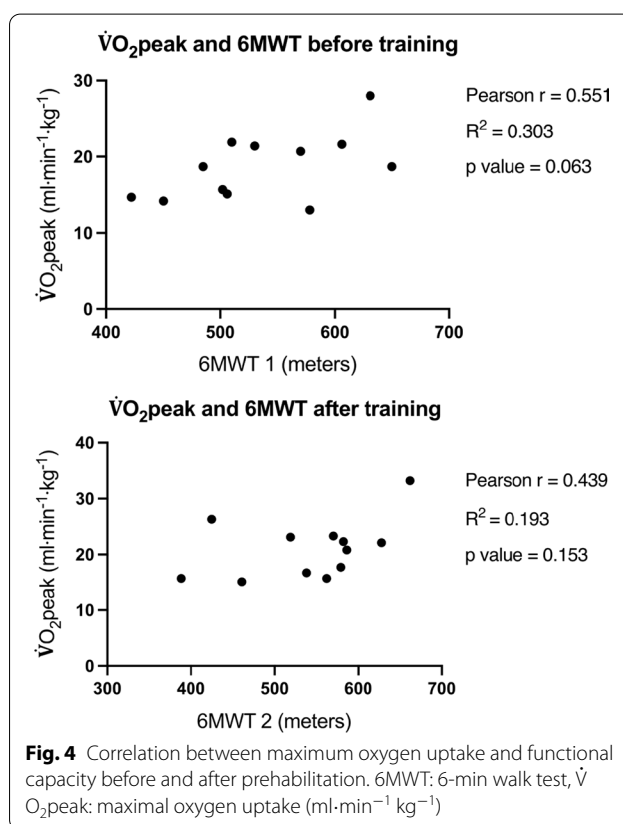 V̇O₂peak and 6MWT before training
30
20
10
0
V̇O₂peak (ml·min⁻¹·kg⁻¹)
400 500 600 700
6MWT 1 (meters)
Pearson r = 0.551
R² = 0.303
p value = 0.063
V̇O₂peak and 6MWT after training
40
30
20
10
0
V̇O₂peak (ml·min⁻¹·kg⁻¹)
300 400 500 600 700
6MWT 2 (meters)
Pearson r = 0.439
R² = 0.193
p value = 0.153
Fig. 4 Correlation between maximum oxygen uptake and functional
capacity before and after prehabilitation. 6MWT: 6-min walk test, V̇
O₂peak: maximal oxygen uptake (ml·min⁻¹ kg⁻¹)